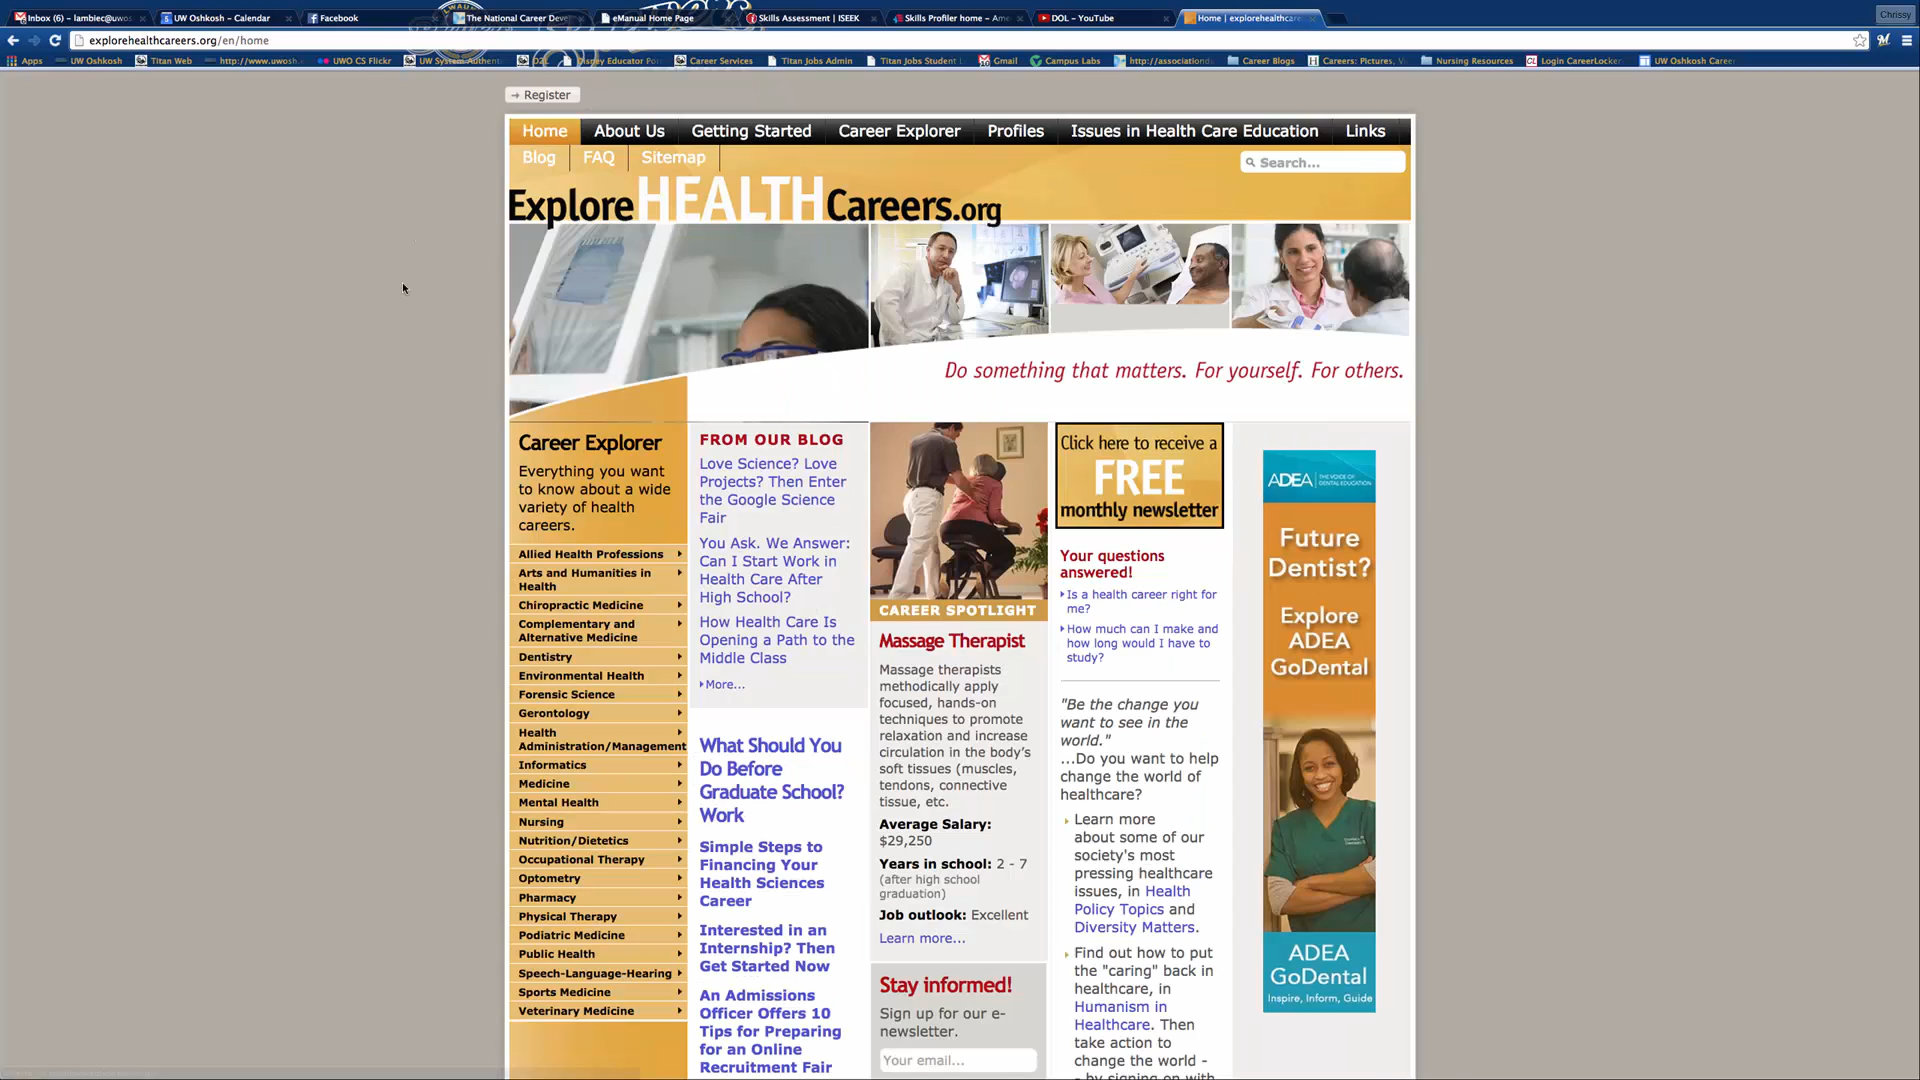 Inbox (6) - lambiec@uwos
UW Oshkosh - Calendar
Facebook
The National Career Deve
eManual Home Page
Skills Assessment | ISEEK
Skills Profiler home - Ame
DOL - YouTube
Home | explorehealthcare
Chrissy
explorehealthcareers.org/en/home
Apps
UW Oshkosh
Titan Web
http://www.uwosh.
UWO CS Flickr
UW System Authent
D2L
Disney Educator Por
Career Services
Titan Jobs Admin
Titan Jobs Student
Gmail
Campus Labs
http://associationd
Career Blogs
Careers: Pictures, V
Nursing Resources
Login CareerLocker
UW Oshkosh Caree
Register
Home
About Us
Getting Started
Career Explorer
Profiles
Issues in Health Care Education
Links
Blog
FAQ
Sitemap
Search...
ExploreHEALTHCareers.org
Do something that matters. For yourself. For others.
Career Explorer
Everything you want
to know about a wide
variety of health
careers.
Allied Health Professions
Arts and Humanities in
Health
Chiropractic Medicine
Complementary and
Alternative Medicine
Dentistry
Environmental Health
Forensic Science
Gerontology
Health
Administration/Management
Informatics
Medicine
Mental Health
Nursing
Nutrition/Dietetics
Occupational Therapy
Optometry
Pharmacy
Physical Therapy
Podiatric Medicine
Public Health
Speech-Language-Hearing
Sports Medicine
Veterinary Medicine
FROM OUR BLOG
Love Science? Love
Projects? Then Enter
the Google Science
Fair
You Ask. We Answer:
Can I Start Work in
Health Care After
High School?
How Health Care Is
Opening a Path to the
Middle Class
More...
What Should You
Do Before
Graduate School?
Work
Simple Steps to
Financing Your
Health Sciences
Career
Interested in an
Internship? Then
Get Started Now
An Admissions
Officer Offers 10
Tips for Preparing
for an Online
Recruitment Fair
CAREER SPOTLIGHT
Massage Therapist
Massage therapists
methodically apply
focused, hands-on
techniques to promote
relaxation and increase
circulation in the body's
soft tissues (muscles,
tendons, connective
tissue, etc.
Average Salary:
$29,250
Years in school: 2 - 7
(after high school
graduation)
Job outlook: Excellent
Learn more...
Stay informed!
Sign up for our e-
newsletter.
Your email...
Click here to receive a
FREE
monthly newsletter
Your questions
answered!
Is a health career right for
me?
How much can I make and
how long would I have to
study?
"Be the change you
want to see in the
world."
...Do you want to help
change the world of
healthcare?
Learn more
about some of our
society's most
pressing healthcare
issues, in Health
Policy Topics and
Diversity Matters.
Find out how to put
the "caring" back in
healthcare, in
Humanism in
Healthcare. Then
take action to
change the world -
- by signing on with
ADEA THE VOICE OF DENTAL EDUCATION
Future
Dentist?
Explore
ADEA
GoDental
ADEA
GoDental
Inspire, Inform, Guide